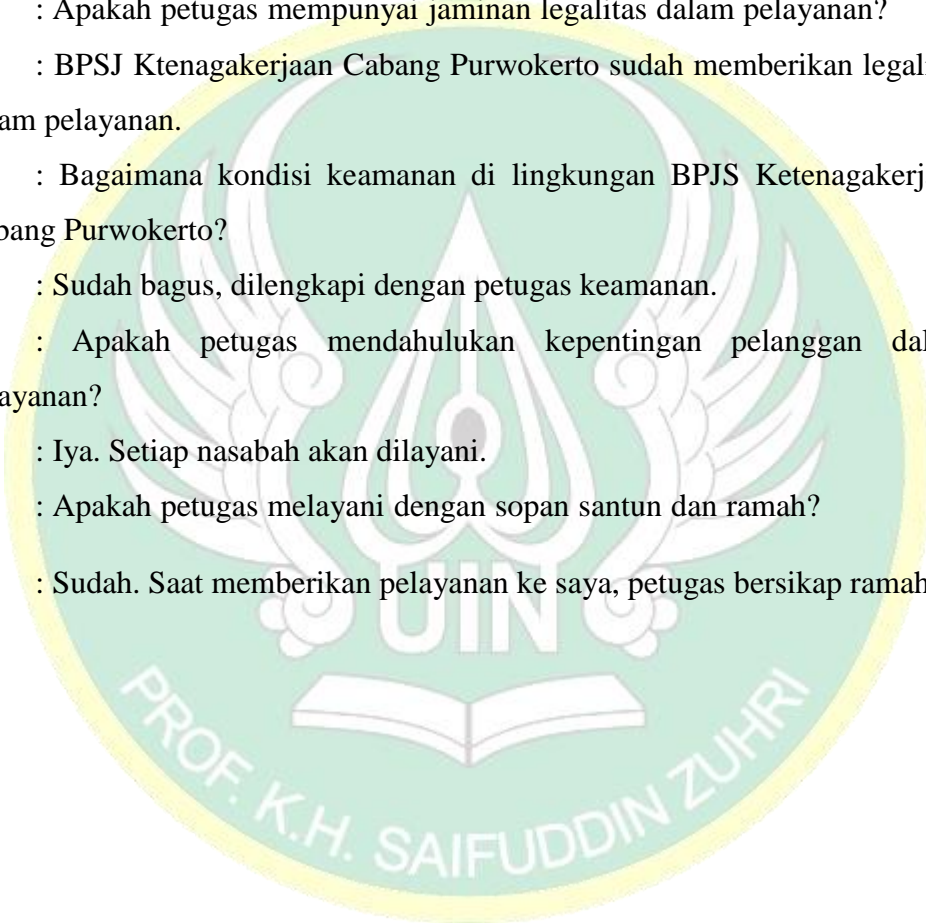 : Apakah petugas mempunyai jaminan legalitas dalam pelayanan?
: BPSJ Ktenagakerjaan Cabang Purwokerto sudah memberikan legali
am pelayanan.
: Bagaimana kondisi keamanan di lingkungan BPJS Ketenagakerj
bang Purwokerto?
: Sudah bagus, dilengkapi dengan petugas keamanan.
: Apakah petugas mendahulukan kepentingan pelanggan dal
ayanan?
: Iya. Setiap nasabah akan dilayani.
: Apakah petugas melayani dengan sopan santun dan ramah?
: Sudah. Saat memberikan pelayanan ke saya, petugas bersikap ramah
UIN
PROF. K.H. SAIFUDDIN ZUHRI